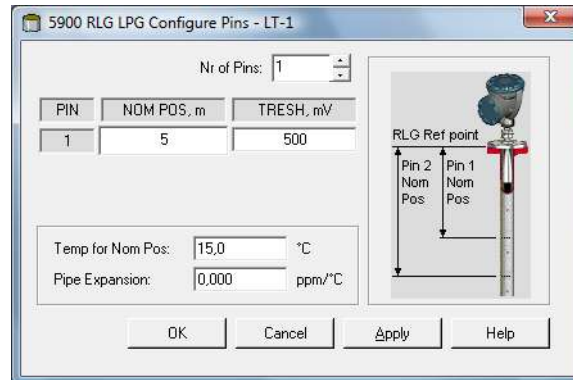 5900 RLG LPG Configure Pins - LT-1
Nr of Pins: 1
PIN NOM POS, m TRESH, mV
1 5 500
RLG Ref point
Pin 2 Pin 1
Nom Nom
Pos Pos
Temp for Nom Pos: 15,0 °C
Pipe Expansion: 0,000 ppm/°C
OK Cancel Apply Help